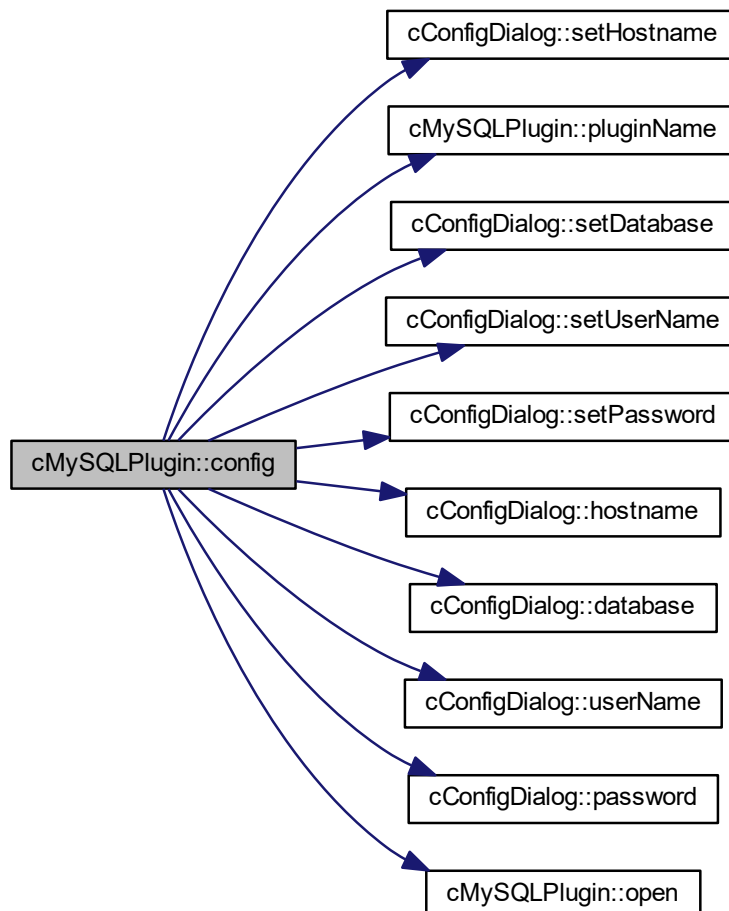 cConfigDialog::setHostname
cMySQLPlugin::pluginName
cConfigDialog::setDatabase
cConfigDialog::setUserName
cConfigDialog::setPassword
cMySQLPlugin::config
cConfigDialog::hostname
cConfigDialog::database
cConfigDialog::userName
cConfigDialog::password
cMySQLPlugin::open